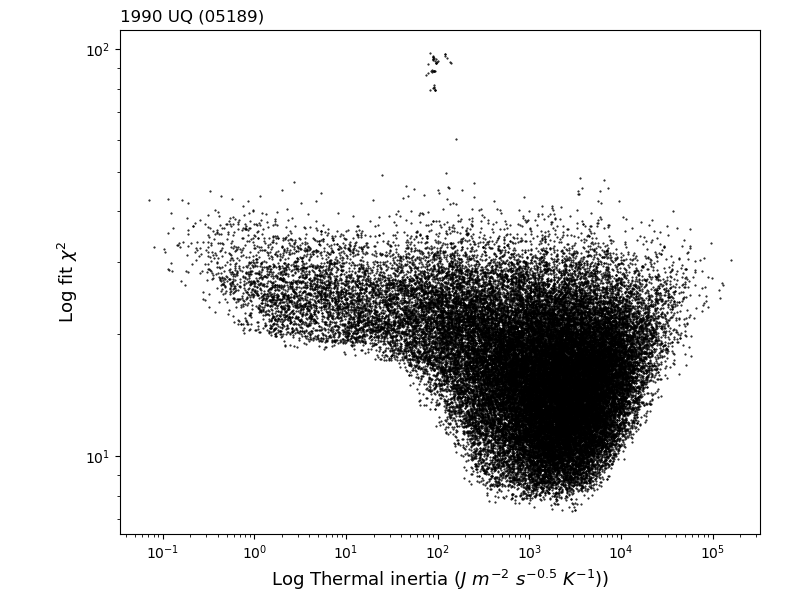 1990 UQ (05189)
10²
Log fit χ²
10¹
10⁻¹ 10⁰ 10¹ 10² 10³ 10⁴ 10⁵
Log Thermal inertia (J m⁻² s⁻⁰·⁵ K⁻¹))